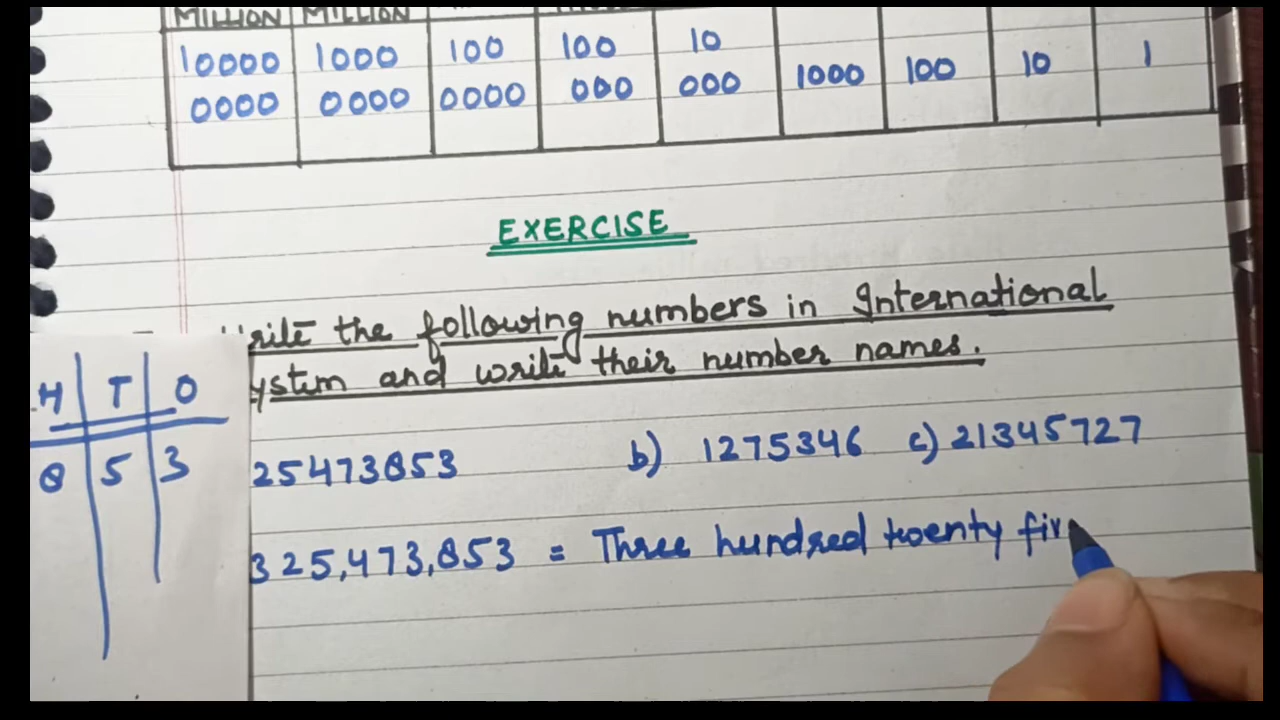 MILLION MILLION
10000 1000 100 100 10
0000 0000 0000 000 000 1000 100 10 1
EXERCISE
rite the following numbers in International
ystem and write their number names.
H T O
8 5 3
25473853 b) 1275346 c) 21345727
325,473,853 = Three hundred twenty fiv